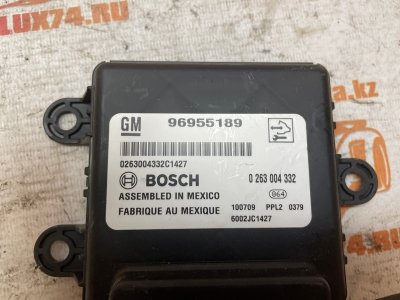 LUX74.RU
GM
96955189
0263004332C1427
BOSCH
0 263 004 332
ASSEMBLED IN MEXICO
864
FABRIQUE AU MEXIQUE
100709 PPL2 0379
6002JC1427